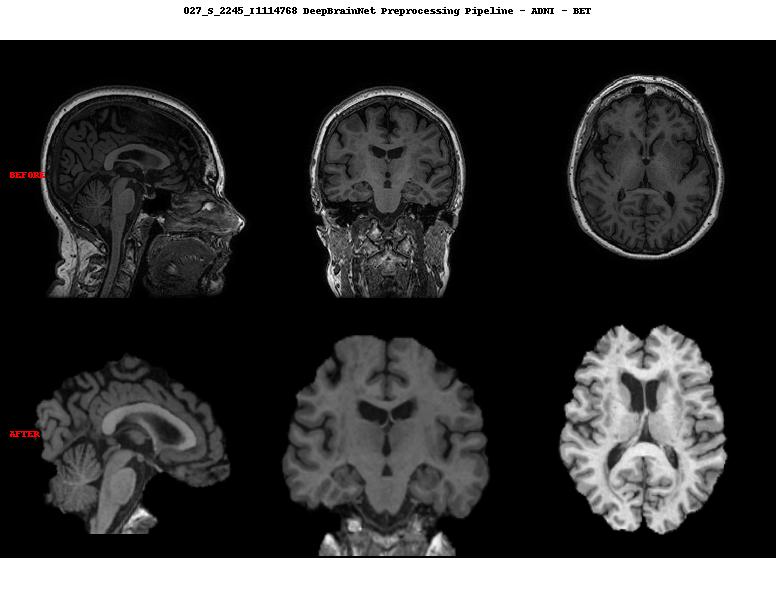 027_S_2245_I1114768 DeepBrainNet Preprocessing Pipeline - ADNI - BET
BEFORE
AFTER